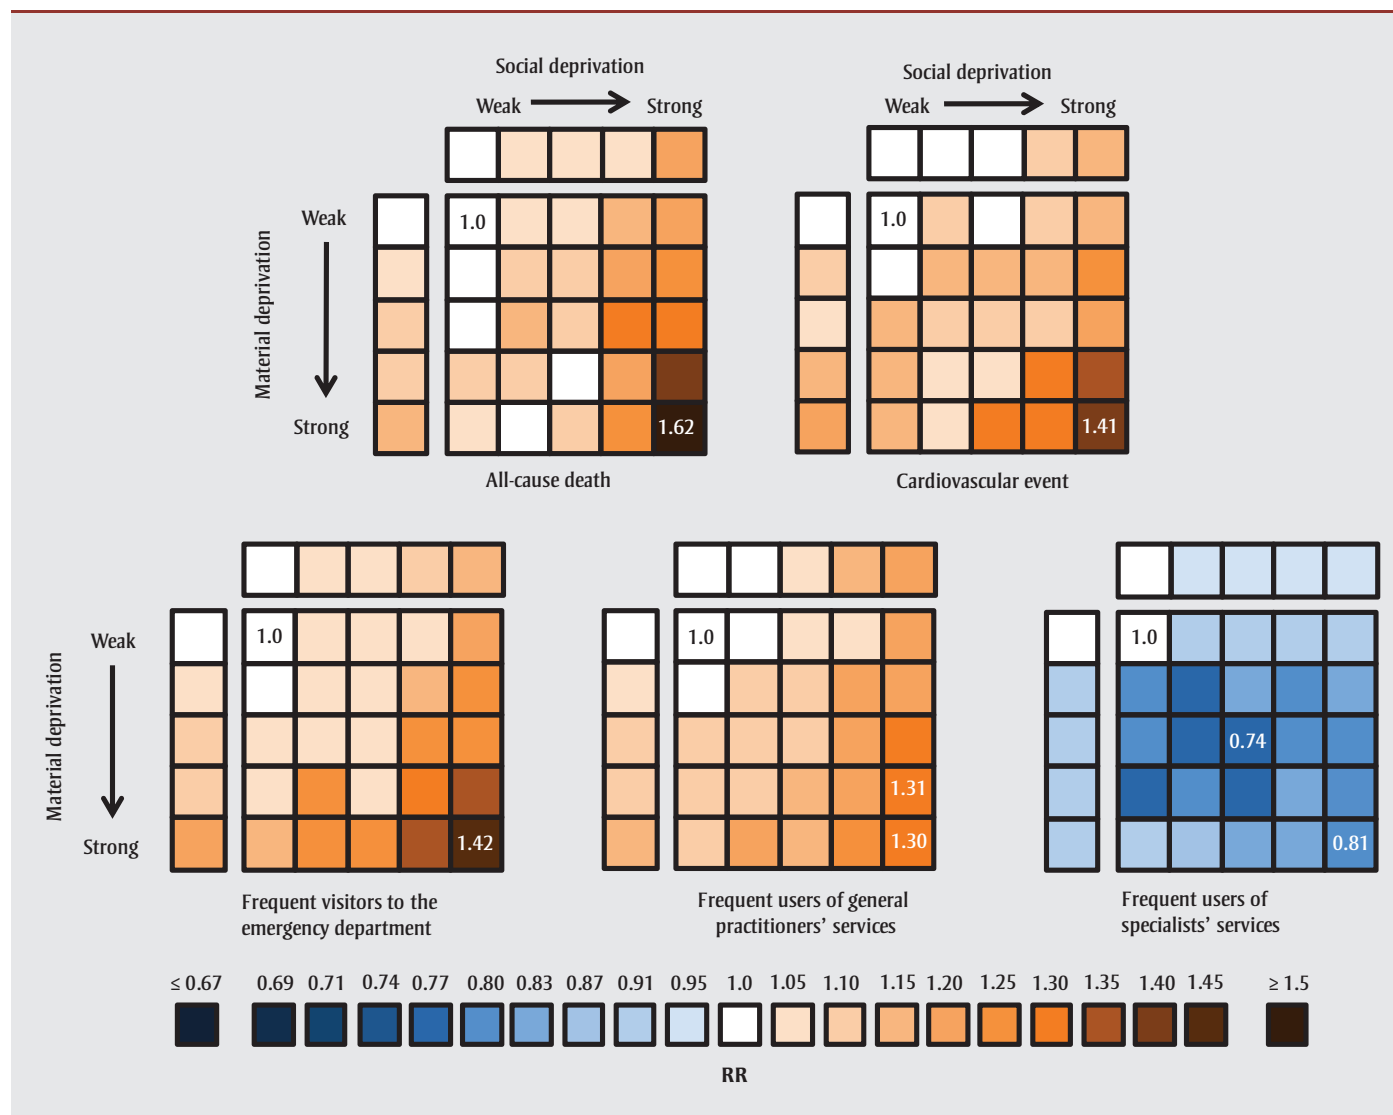 Social deprivation
Weak Strong
Social deprivation
Weak Strong
Material deprivation
Weak
Strong
1.0
1.62
All-cause death
1.0
1.41
Cardiovascular event
Material deprivation
Weak
Strong
1.0
1.42
Frequent visitors to the
emergency department
1.0
1.31
1.30
Frequent users of general
practitioners’ services
1.0
0.74
0.81
Frequent users of
specialists’ services
≤ 0.67 0.69 0.71 0.74 0.77 0.80 0.83 0.87 0.91 0.95 1.0 1.05 1.10 1.15 1.20 1.25 1.30 1.35 1.40 1.45 ≥ 1.5
RR